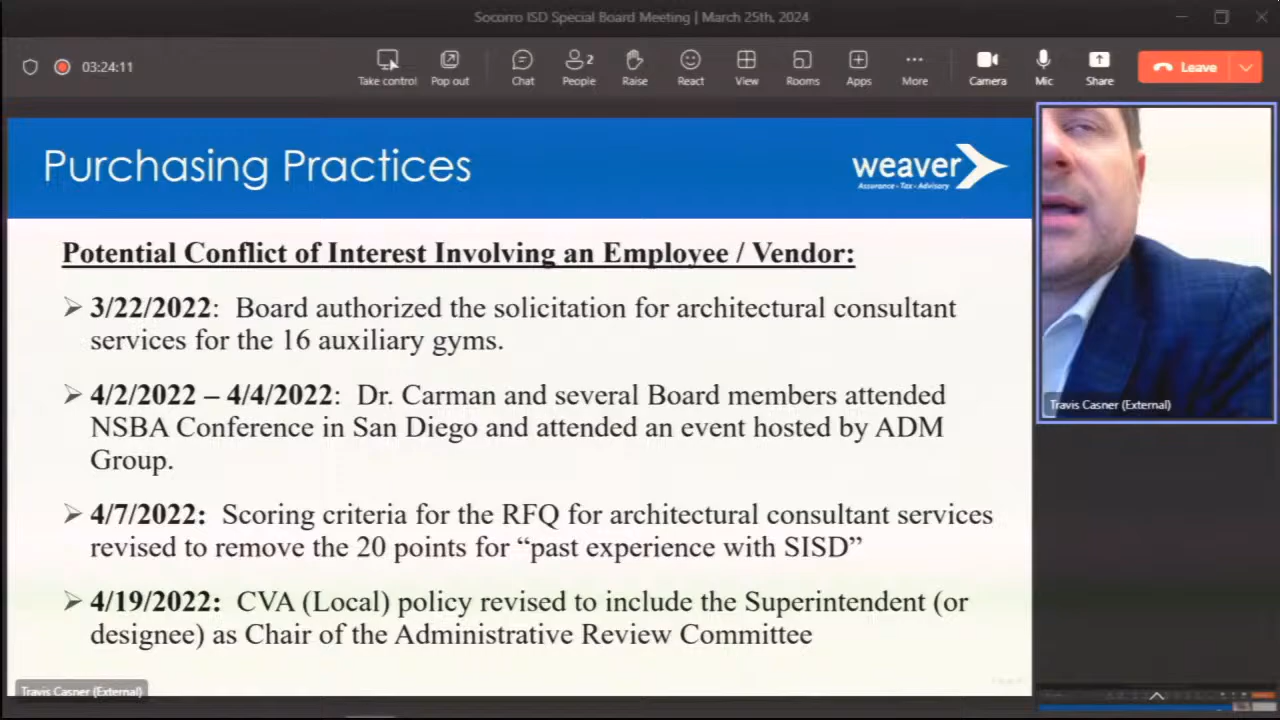 Socorro ISD Special Board Meeting | March 25th, 2024
03:24:11
Take control
Pop out
Chat
People
2
Raise
React
View
Rooms
Apps
More
Camera
Mic
Share
Leave
Purchasing Practices
weaver
Assurance • Tax • Advisory
Potential Conflict of Interest Involving an Employee / Vendor:
➢ 3/22/2022: Board authorized the solicitation for architectural consultant
services for the 16 auxiliary gyms.
➢ 4/2/2022 – 4/4/2022: Dr. Carman and several Board members attended
NSBA Conference in San Diego and attended an event hosted by ADM
Group.
➢ 4/7/2022: Scoring criteria for the RFQ for architectural consultant services
revised to remove the 20 points for “past experience with SISD”
➢ 4/19/2022: CVA (Local) policy revised to include the Superintendent (or
designee) as Chair of the Administrative Review Committee
Travis Casner (External)
Travis Casner (External)